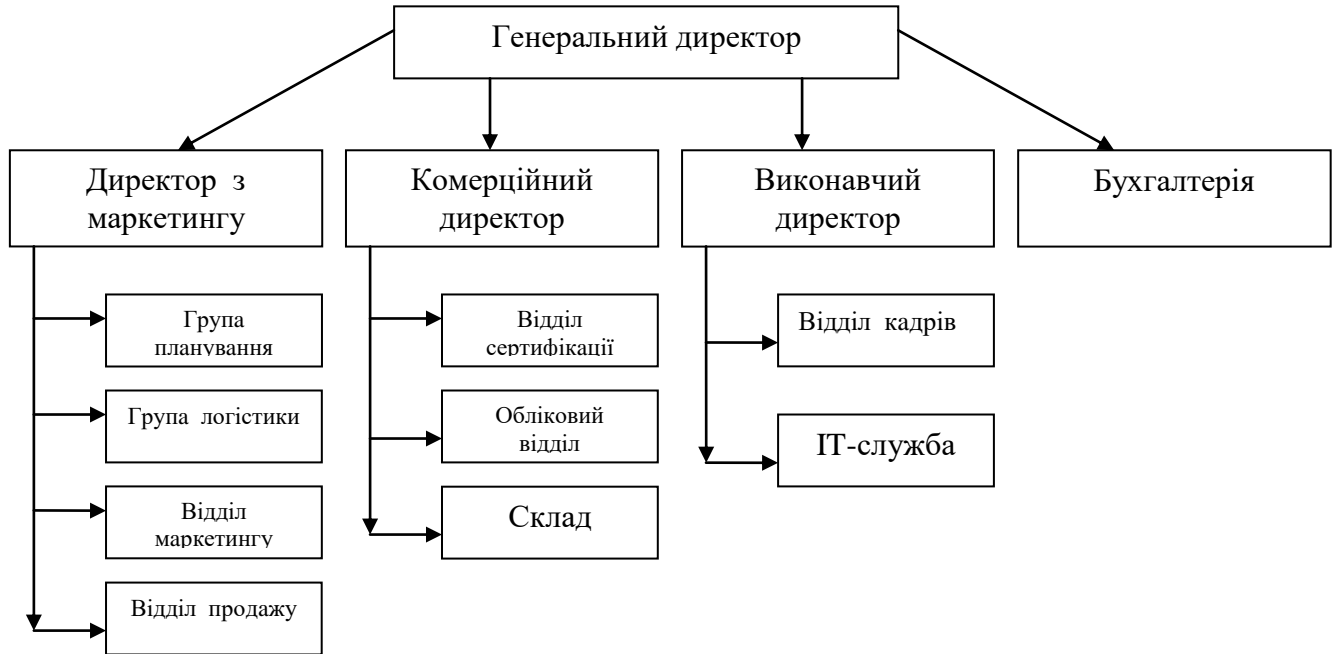 Генеральний директор
Директор з
маркетингу
Комерційний
директор
Виконавчий
директор
Бухгалтерія
Група
планування
Група логістики
Відділ
маркетингу
Відділ продажу
Відділ
сертифікації
Обліковий
відділ
Склад
Відділ кадрів
ІТ-служба